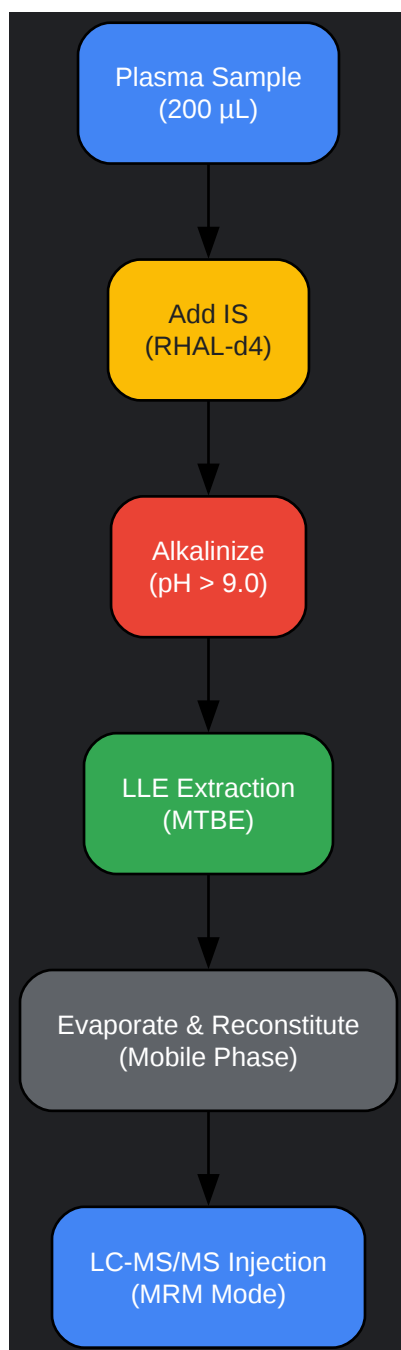 Plasma Sample
(200 µL)
Add IS
(RHAL-d4)
Alkalinize
(pH > 9.0)
LLE Extraction
(MTBE)
Evaporate & Reconstitute
(Mobile Phase)
LC-MS/MS Injection
(MRM Mode)